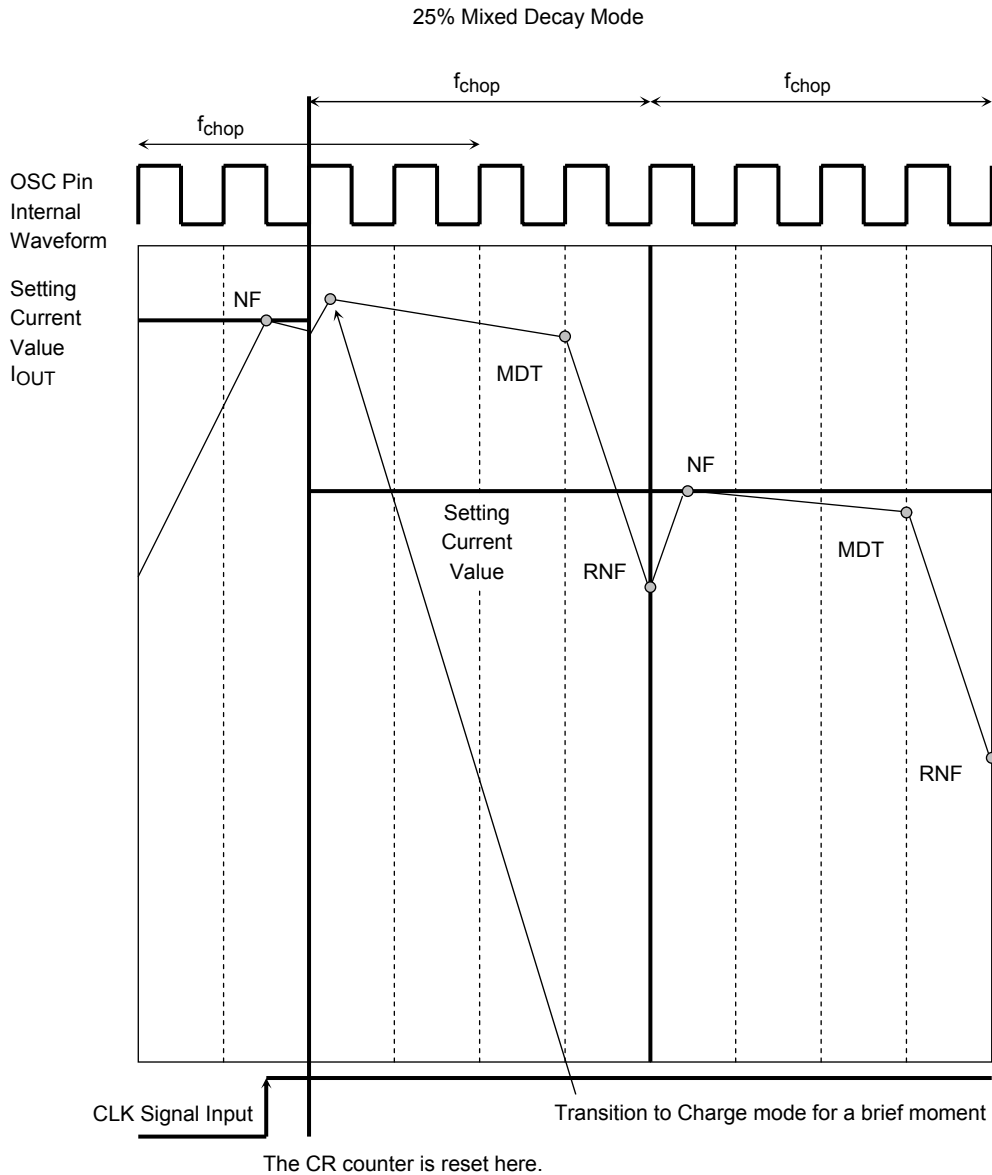 25% Mixed Decay Mode
fchop
fchop
fchop
OSC Pin
Internal
Waveform
Setting
Current
Value
IOUT
NF
MDT
NF
Setting
Current
Value
RNF
MDT
RNF
CLK Signal Input
Transition to Charge mode for a brief moment
The CR counter is reset here.